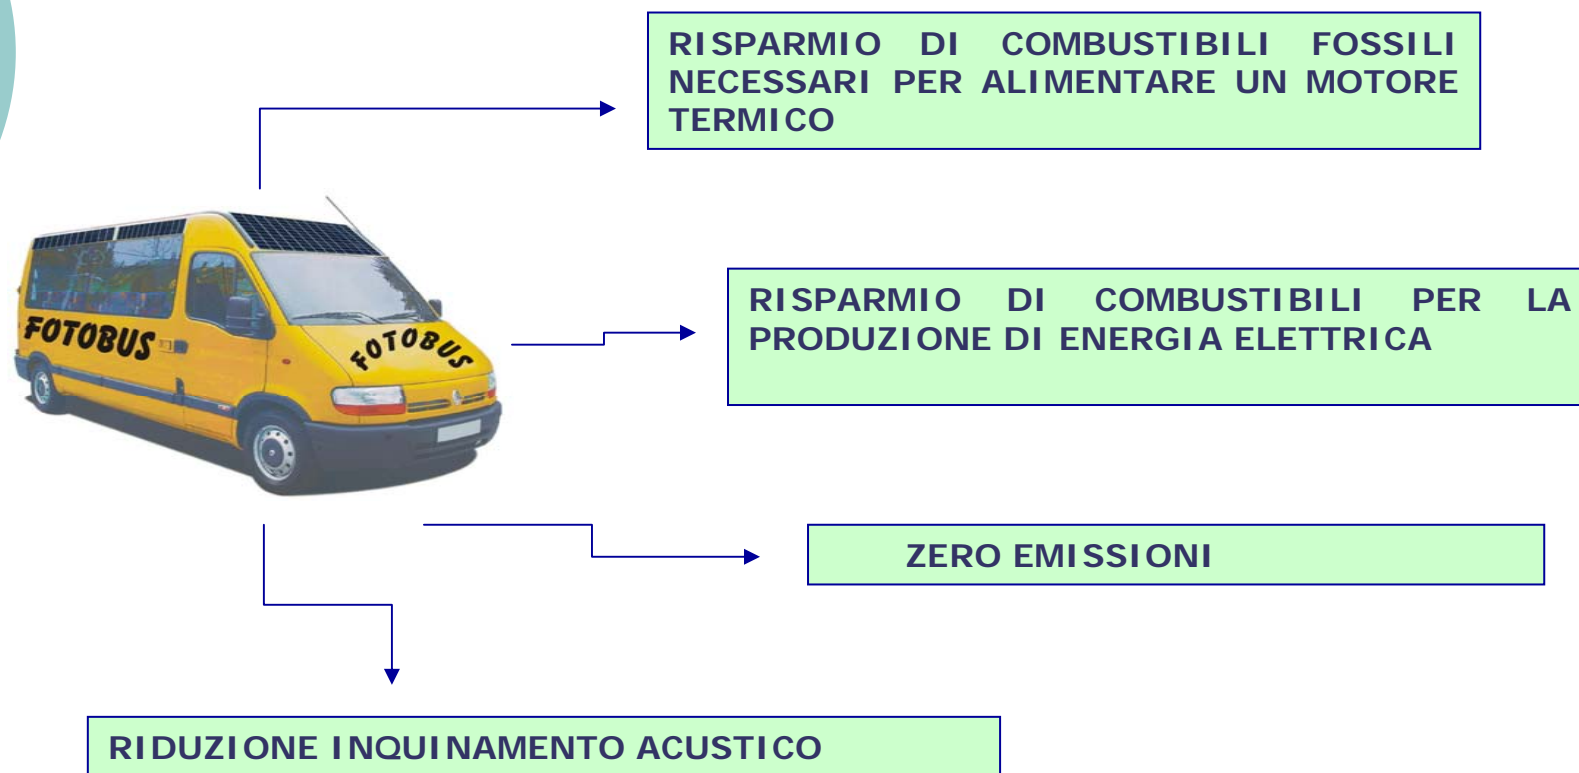 RISPARMIO DI COMBUSTIBILI FOSSILI
NECESSARI PER ALIMENTARE UN MOTORE
TERMICO
RISPARMIO DI COMBUSTIBILI PER LA
PRODUZIONE DI ENERGIA ELETTRICA
FOTOBUS
FOTOBUS
ZERO EMISSIONI
RIDUZIONE INQUINAMENTO ACUSTICO